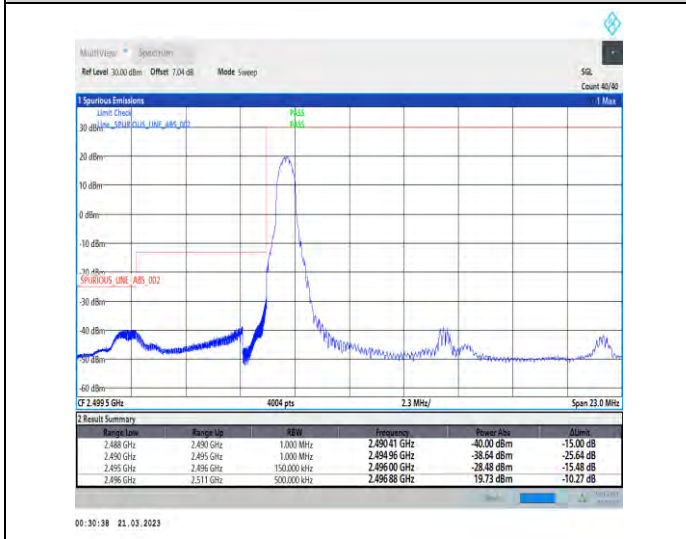 MultiView Spectrum
Ref Level 30.00 dBm Offset 7.04 dB Mode Sweep SGL
Count 40/40
1 Spurious Emissions 1 Max
Limit Check PASS
30 dBm Line _SPURIOUS_LINE_ABS_002 PASS
20 dBm
10 dBm
0 dBm
-10 dBm
-20 dBm
SPURIOUS_LINE_ABS_002
-30 dBm
-40 dBm
-50 dBm
-60 dBm
CF 2.499 5 GHz 4004 pts 2.3 MHz/ Span 23.0 MHz
2 Result Summary
Range Low Range Up RBW Frequency Power Abs ΔLimit
2.488 GHz 2.490 GHz 1.000 MHz 2.490 41 GHz -40.00 dBm -15.00 dB
2.490 GHz 2.495 GHz 1.000 MHz 2.494 96 GHz -38.64 dBm -25.64 dB
2.495 GHz 2.496 GHz 150.000 kHz 2.496 00 GHz -28.48 dBm -15.48 dB
2.496 GHz 2.511 GHz 500.000 kHz 2.496 88 GHz 19.73 dBm -10.27 dB
00:30:38 21.03.2023